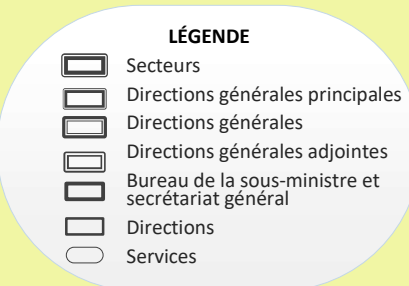 LÉGENDE
Secteurs
Directions générales principales
Directions générales
Directions générales adjointes
Bureau de la sous-ministre et
secrétariat général
Directions
Services